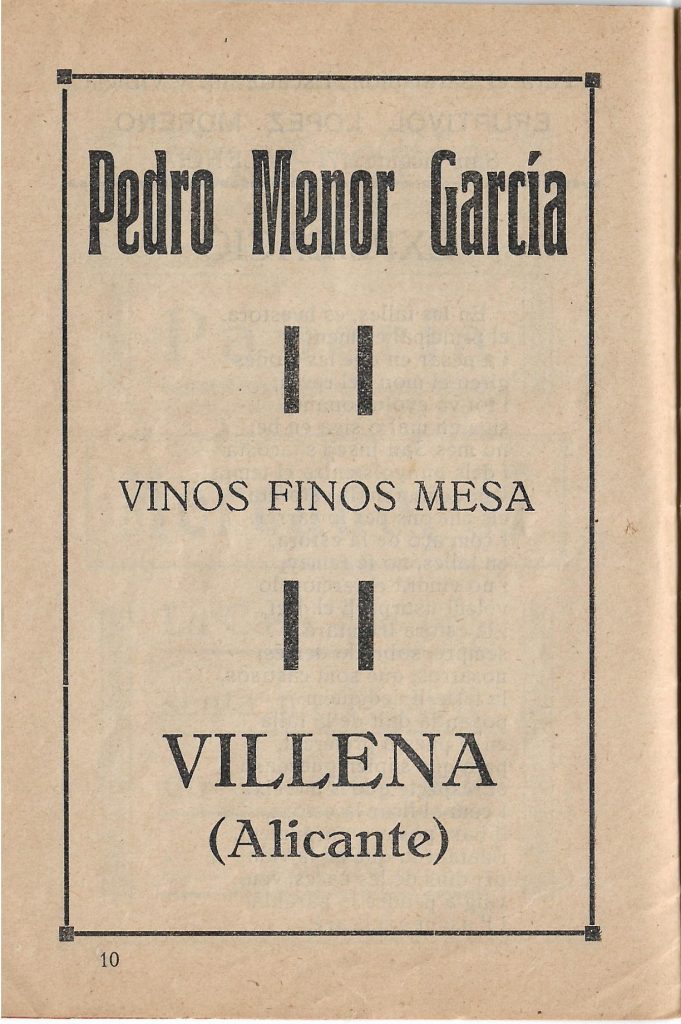 Pedro Menor García
VINOS FINOS MESA
VILLENA
(Alicante)
10